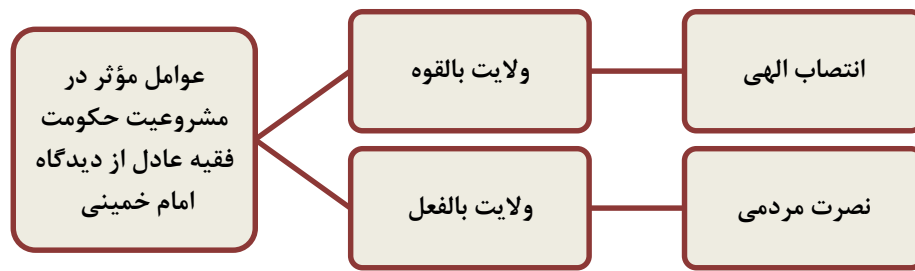 عوامل مؤثر در
مشروعیت حکومت
فقیه عادل از دیدگاه
امام خمینی
ولایت بالقوه
انتصاب الهی
ولایت بالفعل
نصرت مردمی